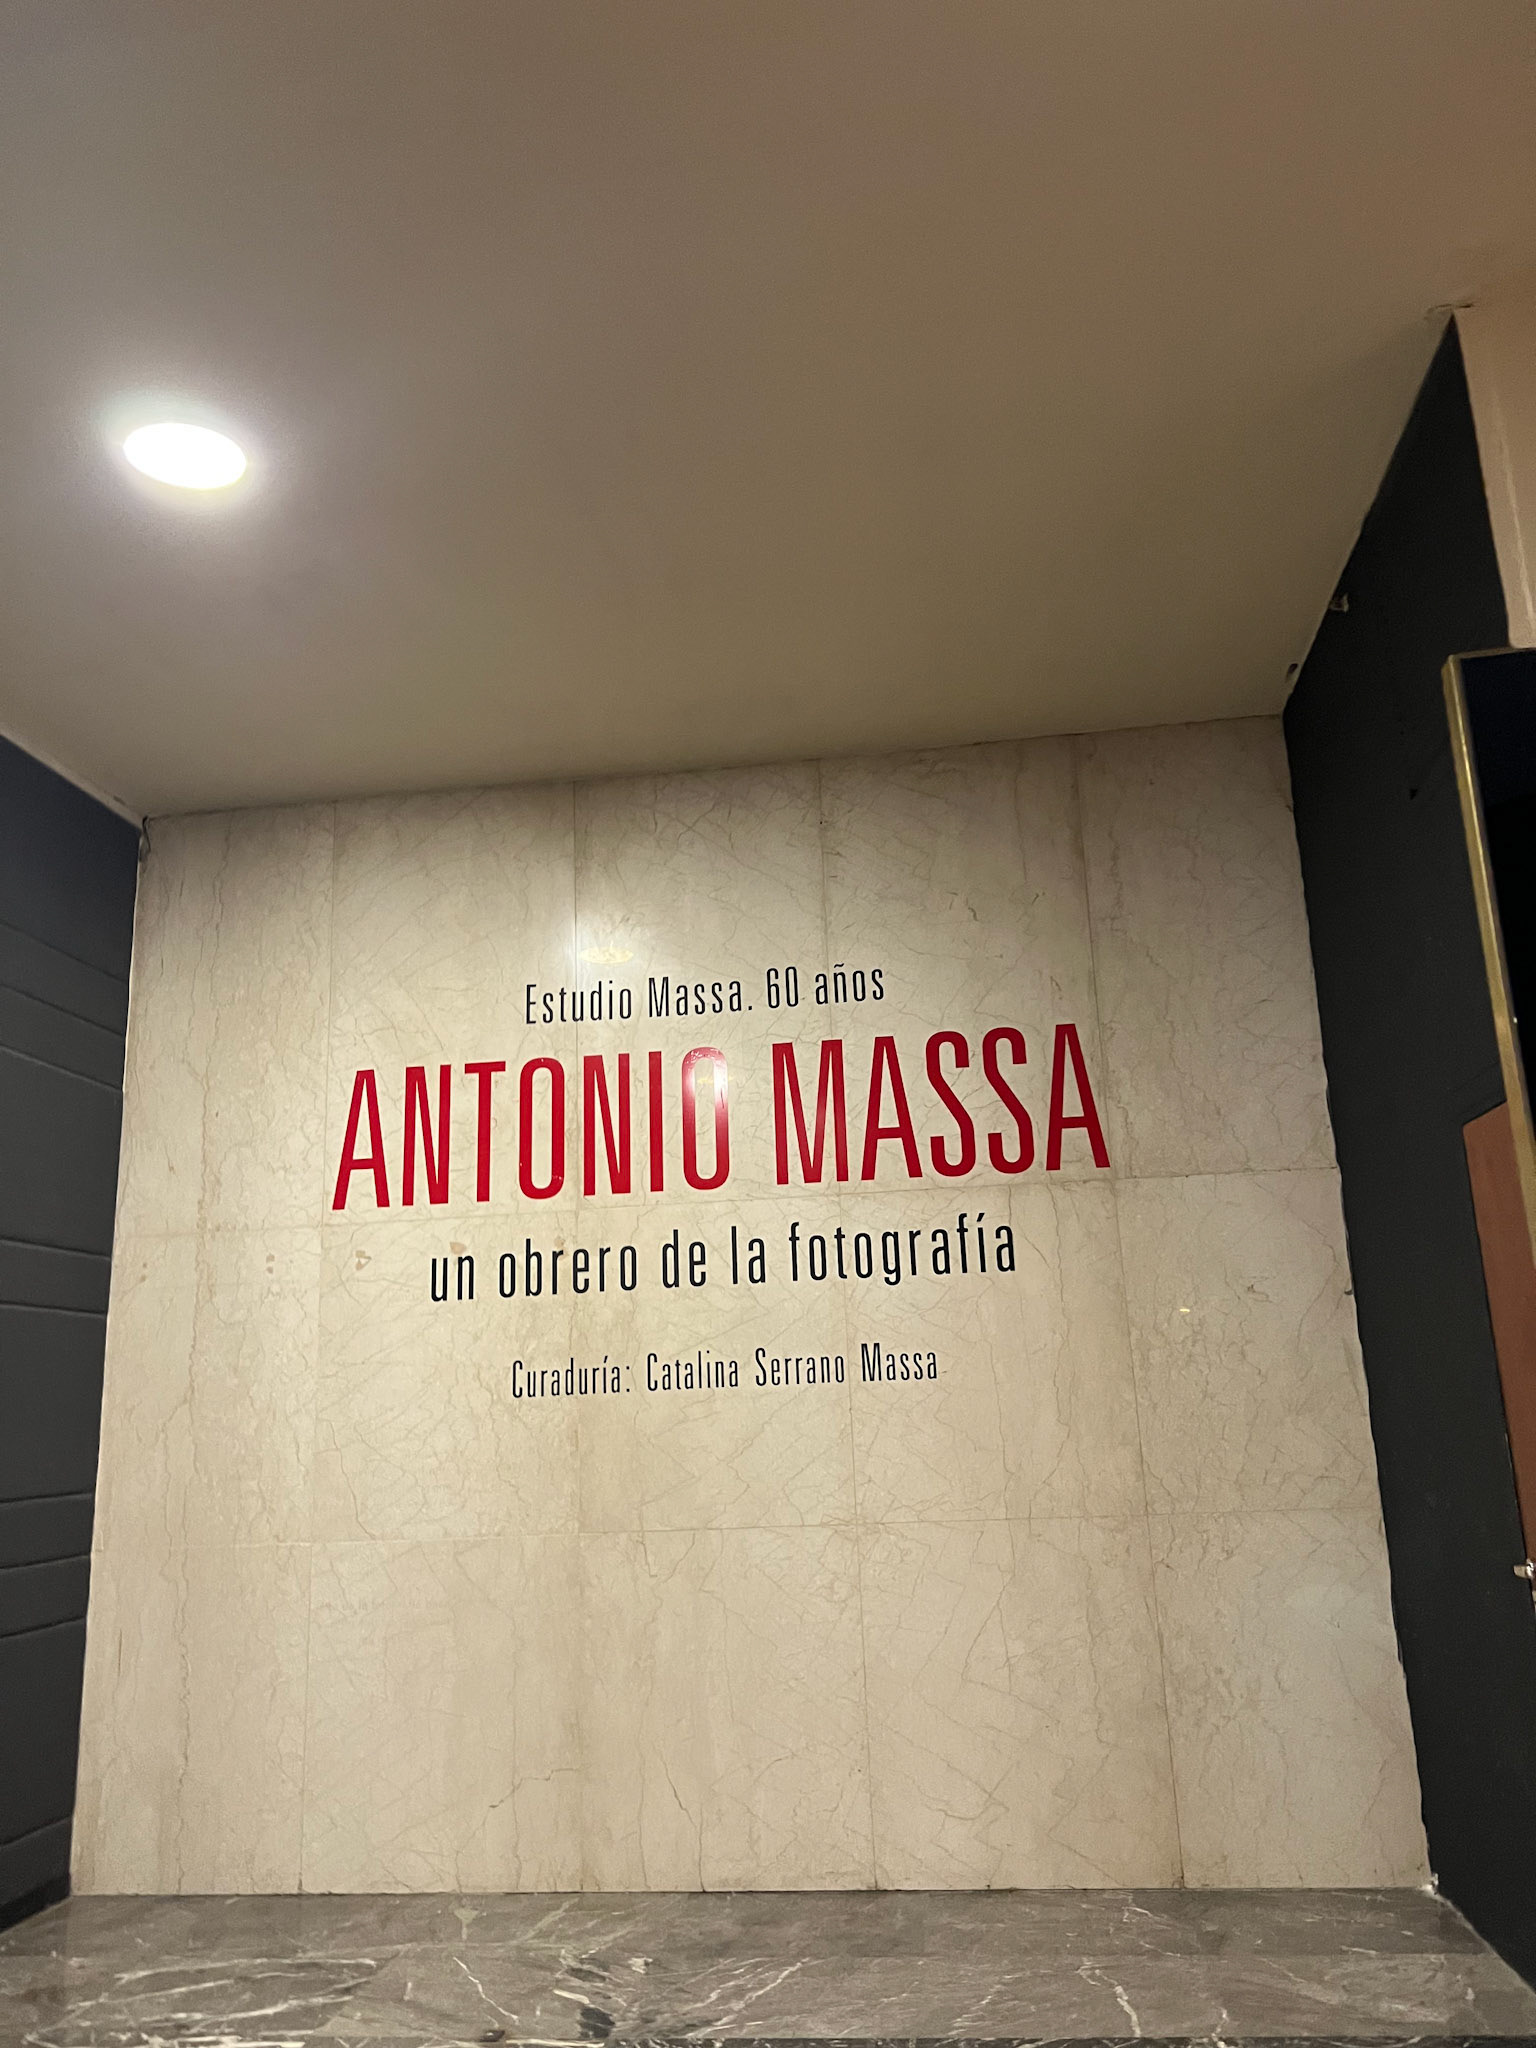 Estudio Massa. 60 años
ANTONIO MASSA
un obrero de la fotografía
Curaduría: Catalina Serrano Massa